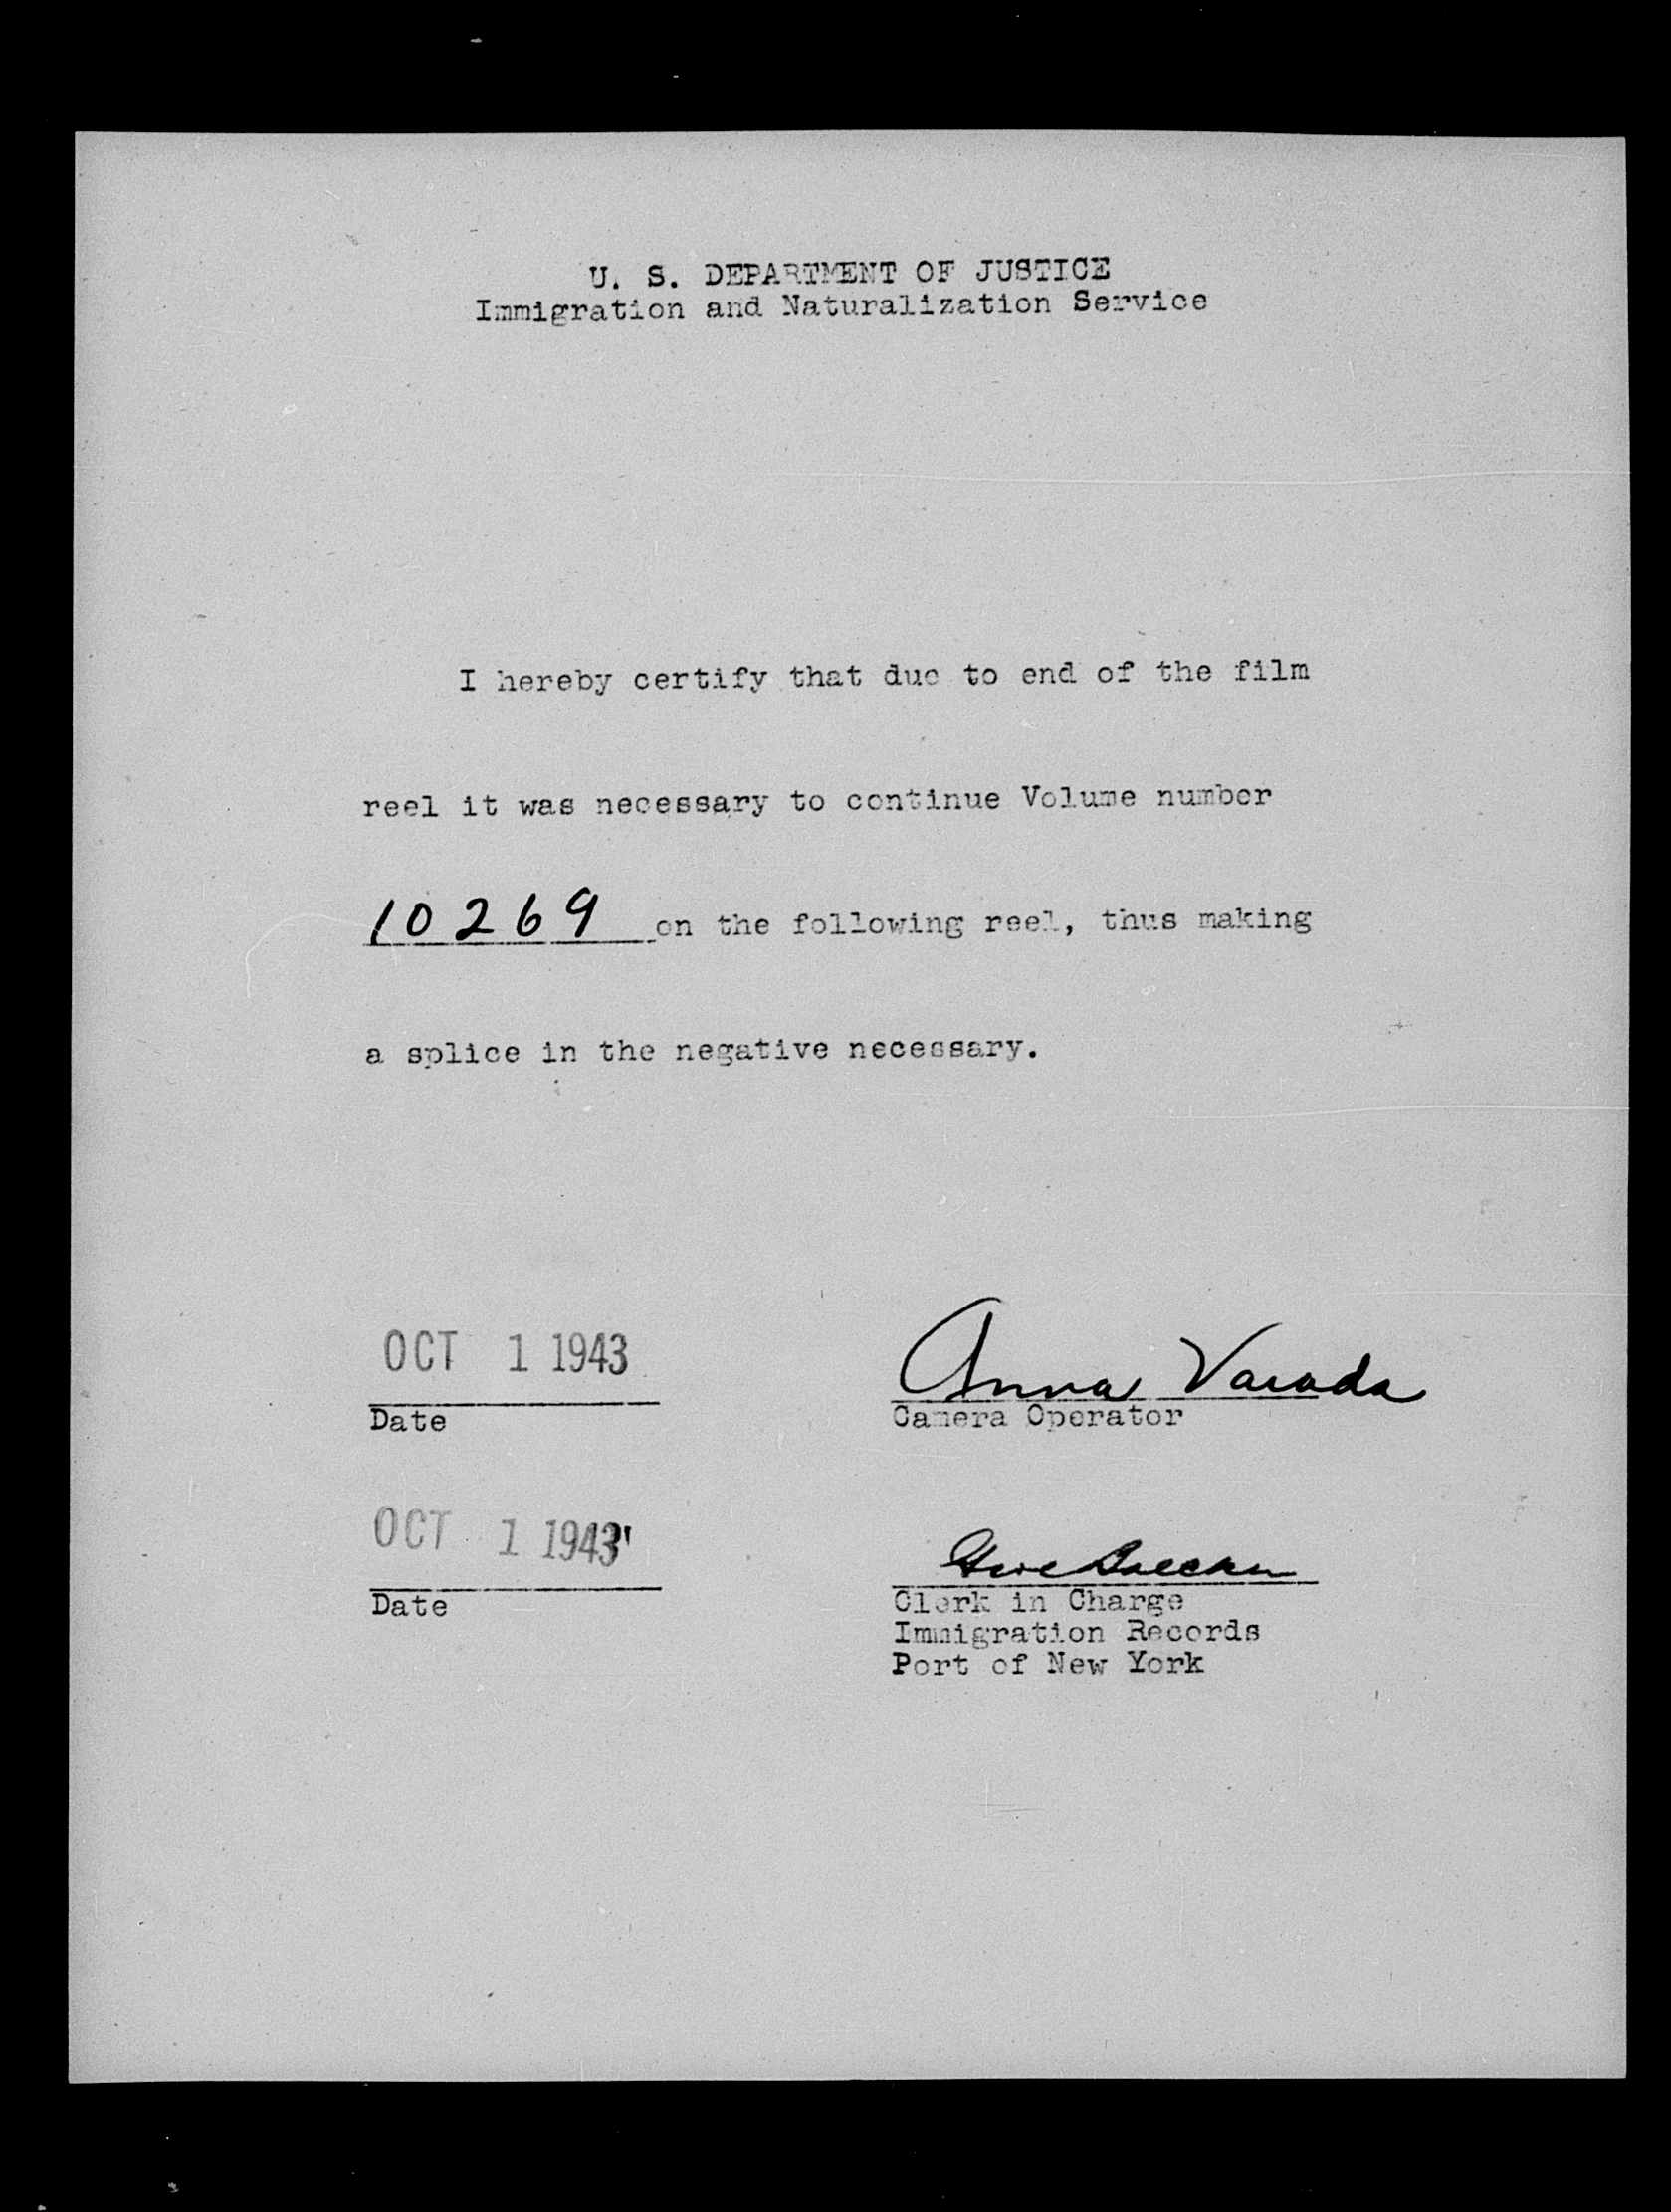 U. S. DEPARTMENT OF JUSTICE
Immigration and Naturalization Service
I hereby certify that due to end of the film
reel it was necessary to continue Volume number
10269 on the following reel, thus making
a splice in the negative necessary.
OCT 1 1943
Anna Varada
Date
Camera Operator
OCT 1 1943
Date
Clerk in Charge
Immigration Records
Port of New York